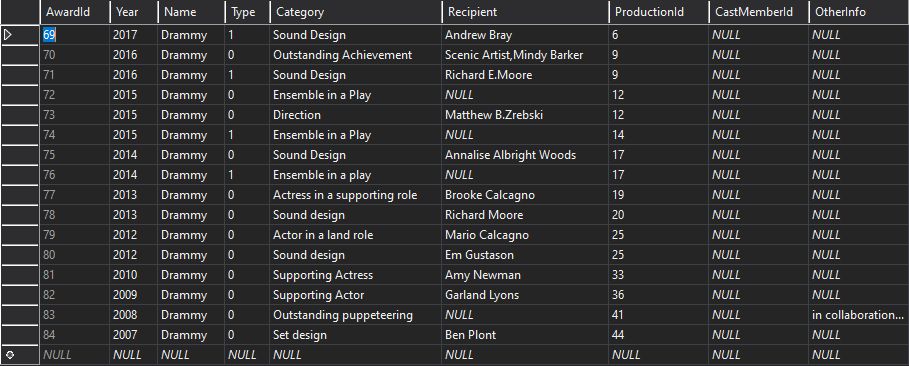 AwardId Year Name Type Category Recipient ProductionId CastMemberId OtherInfo
69 2017 Drammy 1 Sound Design Andrew Bray 6 NULL NULL
70 2016 Drammy 0 Outstanding Achievement Scenic Artist,Mindy Barker 9 NULL NULL
71 2016 Drammy 1 Sound Design Richard E.Moore 9 NULL NULL
72 2015 Drammy 0 Ensemble in a Play NULL 12 NULL NULL
73 2015 Drammy 0 Direction Matthew B.Zrebski 12 NULL NULL
74 2015 Drammy 1 Ensemble in a Play NULL 14 NULL NULL
75 2014 Drammy 0 Sound Design Annalise Albright Woods 17 NULL NULL
76 2014 Drammy 1 Ensemble in a play NULL 17 NULL NULL
77 2013 Drammy 0 Actress in a supporting role Brooke Calcagno 19 NULL NULL
78 2013 Drammy 0 Sound design Richard Moore 20 NULL NULL
79 2012 Drammy 0 Actor in a land role Mario Calcagno 25 NULL NULL
80 2012 Drammy 0 Sound design Em Gustason 25 NULL NULL
81 2010 Drammy 0 Supporting Actress Amy Newman 33 NULL NULL
82 2009 Drammy 0 Supporting Actor Garland Lyons 36 NULL NULL
83 2008 Drammy 0 Outstanding puppeteering NULL 41 NULL in collaboration...
84 2007 Drammy 0 Set design Ben Plont 44 NULL NULL
NULL NULL NULL NULL NULL NULL NULL NULL NULL